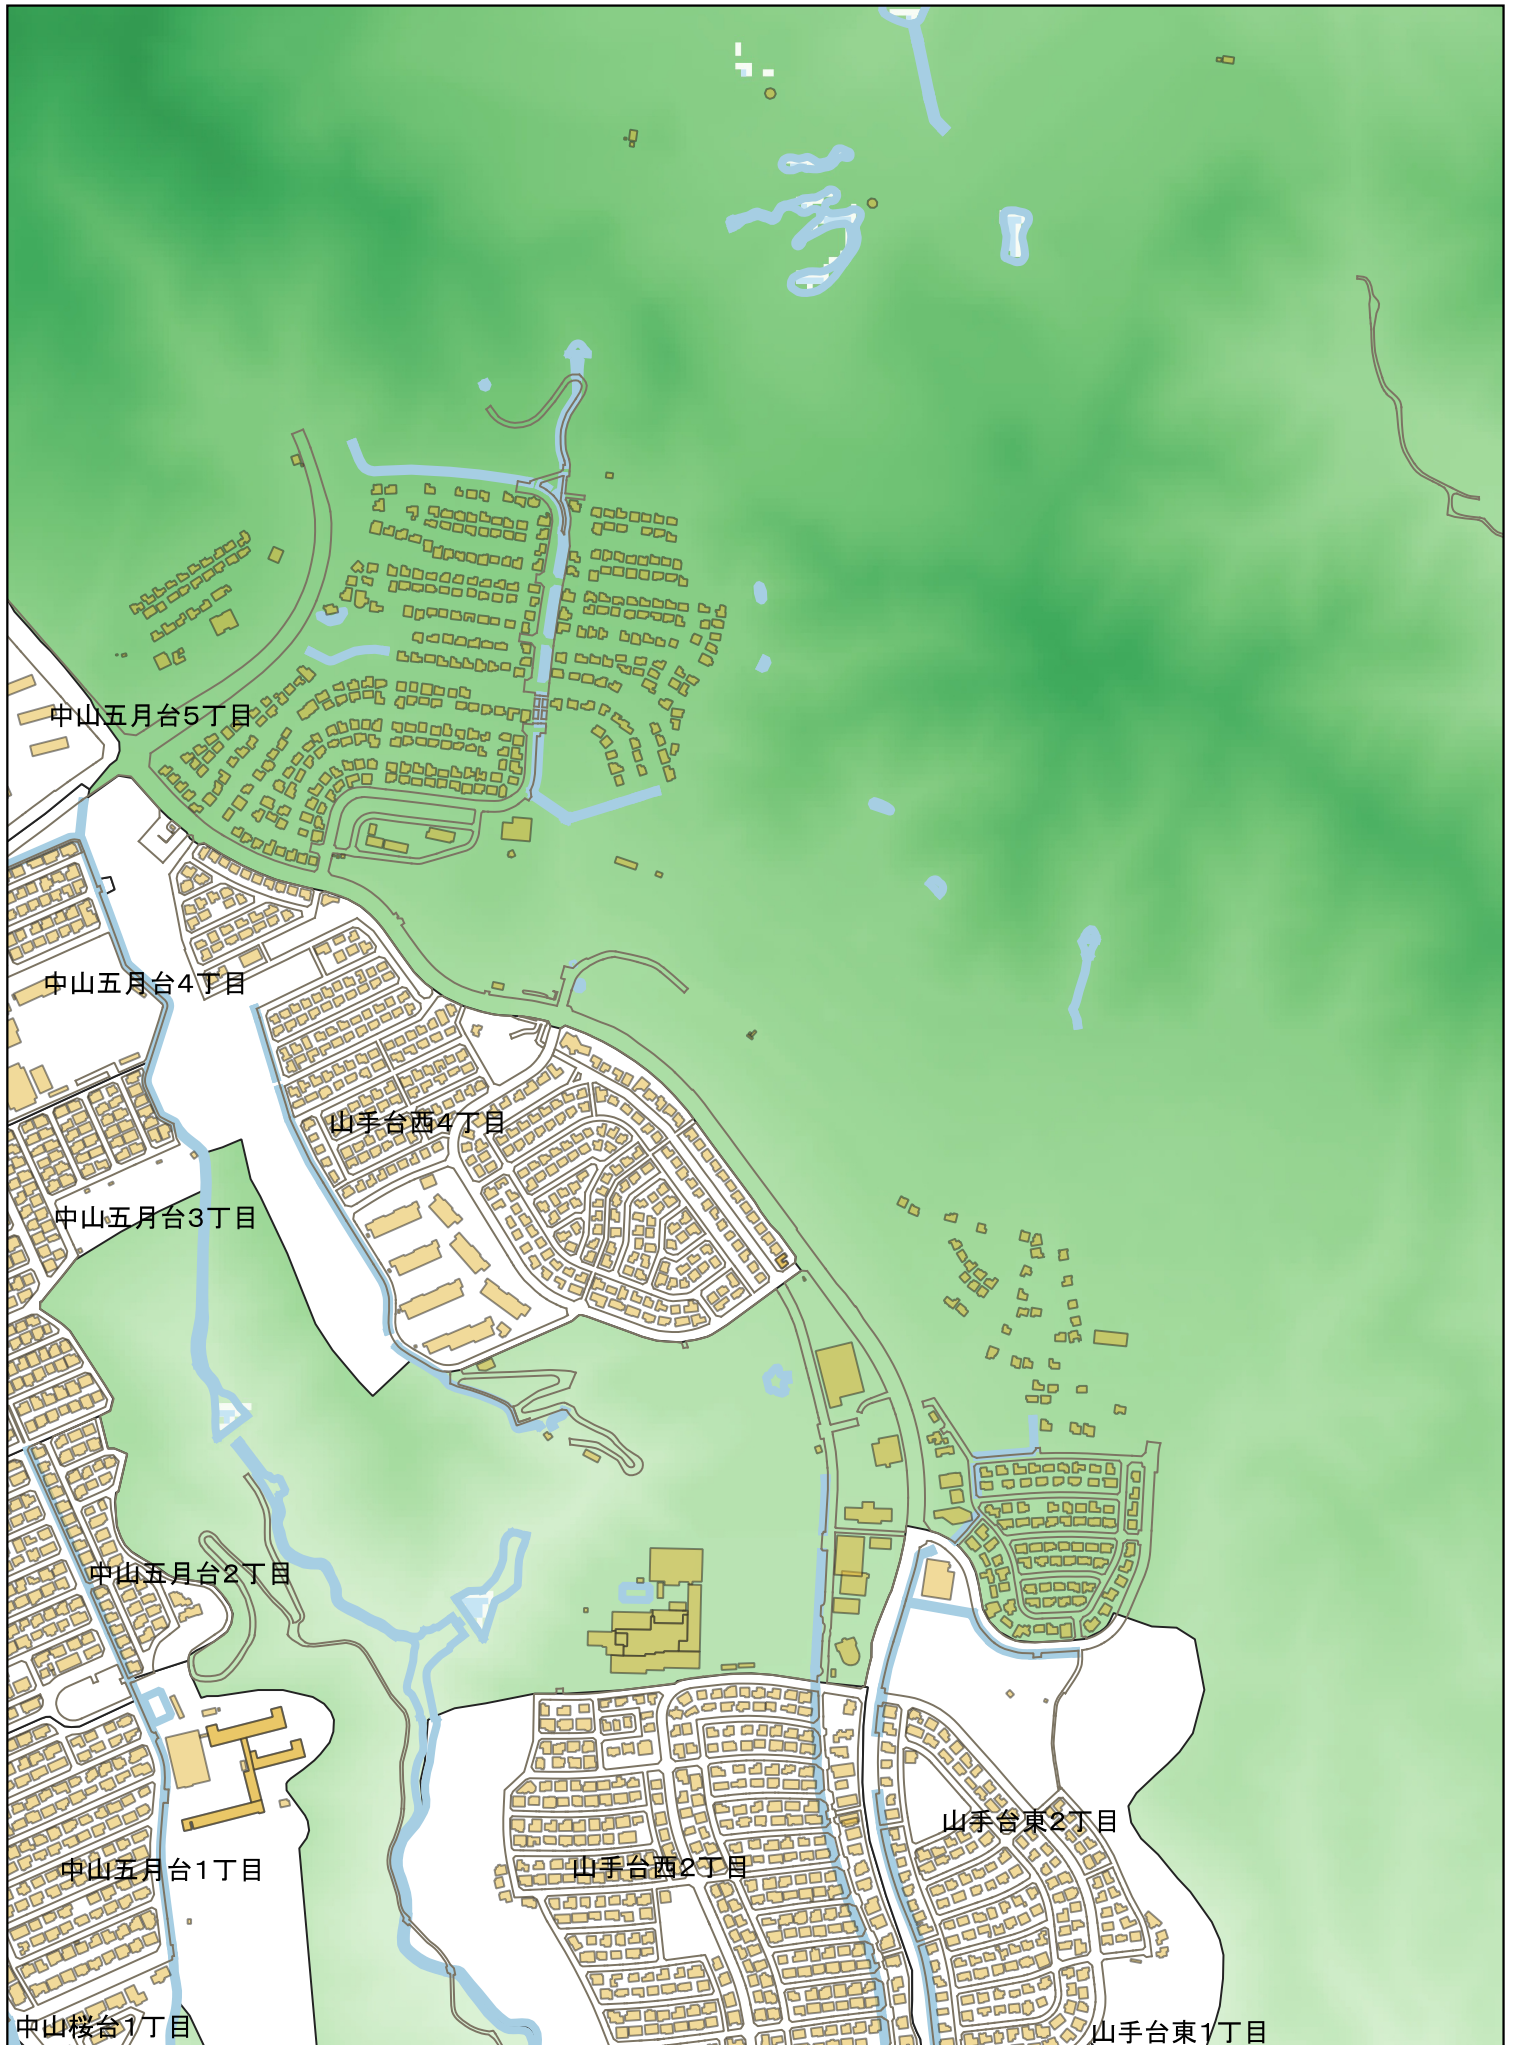 中山五月台5丁目
中山五月台4丁目
山手台西4丁目
中山五月台3丁目
中山五月台2丁目
山手台東2丁目
山手台西2丁目
中山五月台1丁目
中山桜台1丁目
山手台東1丁目